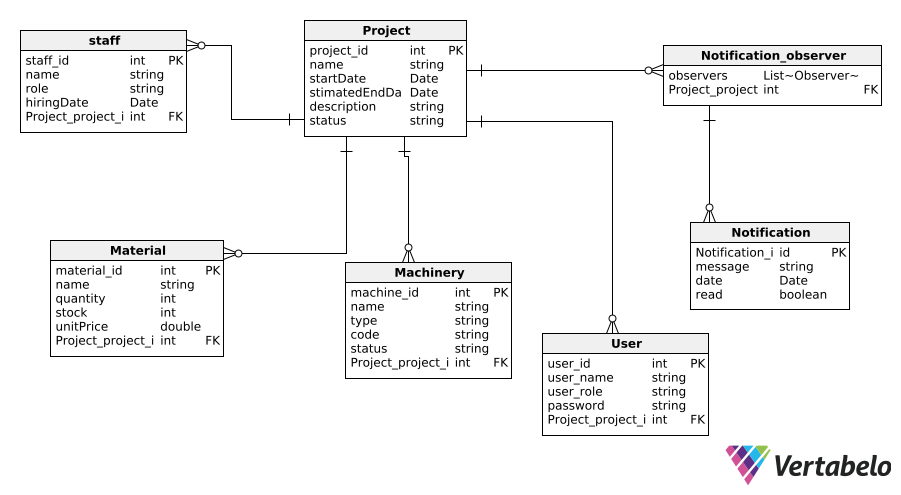 staff
staff_id int PK
name string
role string
hiringDate Date
Project_project_i int FK
Project
project_id int PK
name string
startDate Date
stimatedEndDa Date
description string
status string
Notification_observer
observers List~Observer~
Project_project int FK
Material
material_id int PK
name string
quantity int
stock int
unitPrice double
Project_project_i int FK
Machinery
machine_id int PK
name string
type string
code string
status string
Project_project_i int FK
Notification
Notification_i id PK
message string
date Date
read boolean
User
user_id int PK
user_name string
user_role string
password string
Project_project_i int FK
Vertabelo